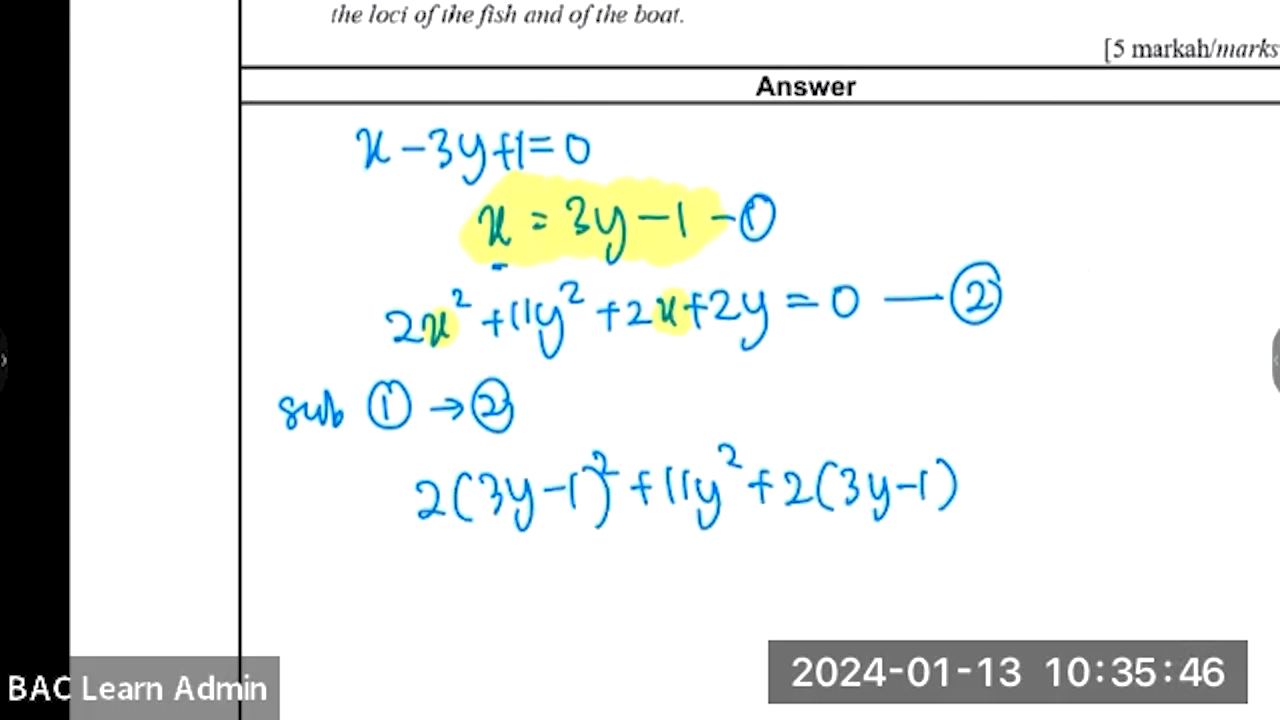 the loci of the fish and of the boat.
[5 markah/marks
Answer
x - 3y + 1 = 0
x = 3y - 1 - ①
2x² + 11y² + 2x + 2y = 0 — ②
sub ① → ②
2(3y - 1)² + 11y² + 2(3y - 1)
BAC Learn Admin
2024-01-13 10:35:46